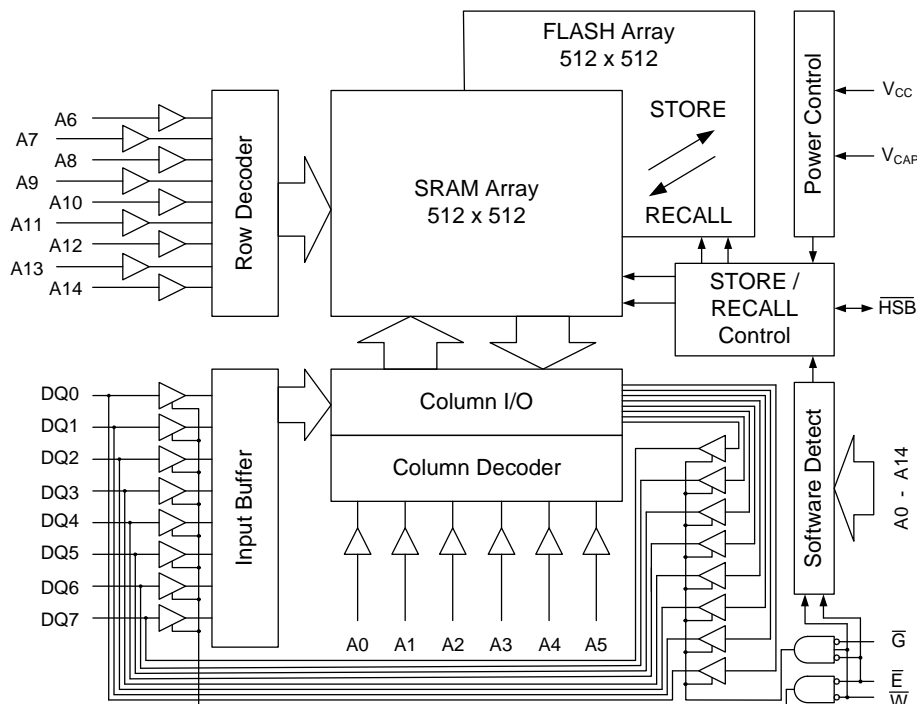 FLASH Array
512 x 512
STORE
RECALL
Power Control
VCC
VCAP
A6
A7
A8
A9
A10
A11
A12
A13
A14
Row Decoder
SRAM Array
512 x 512
STORE /
RECALL
Control
HSB
DQ0
DQ1
DQ2
DQ3
DQ4
DQ5
DQ6
DQ7
Input Buffer
Column I/O
Column Decoder
Software Detect
A0 - A14
A0
A1
A2
A3
A4
A5
G
E
W